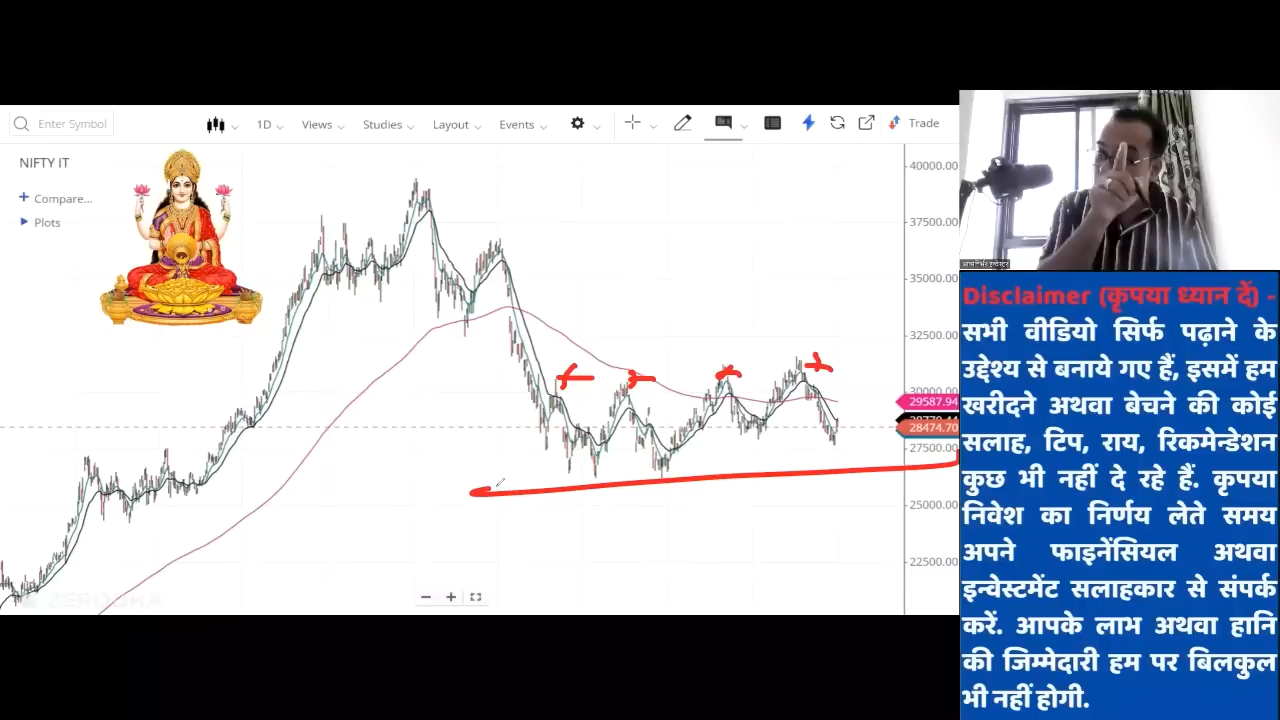 Enter Symbol
1D
Views
Studies
Layout
Events
Trade
NIFTY IT
+ Compare...
Plots
40000.00
37500.00
35000.00
32500.00
30000.00
29587.94
28474.70
27500.00
25000.00
22500.00
ZERODHA
Disclaimer (कृपया ध्यान दें) -
सभी वीडियो सिर्फ पढ़ाने के
उद्देश्य से बनाये गए हैं, इसमें हम
खरीदने अथवा बेचने की कोई
सलाह, टिप, राय, रिकमेन्डेशन
कुछ भी नहीं दे रहे हैं. कृपया
निवेश का निर्णय लेते समय
अपने फाइनेंसियल अथवा
इन्वेस्टमेंट सलाहकार से संपर्क
करें. आपके लाभ अथवा हानि
की जिम्मेदारी हम पर बिलकुल
भी नहीं होगी.